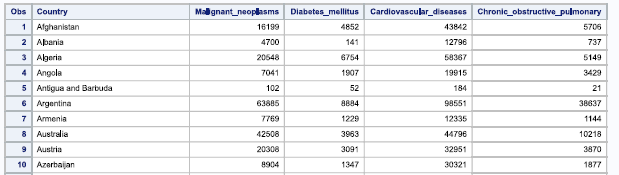 Obs Country Malignant_neoplasms Diabetes_mellitus Cardiovascular_diseases Chronic_obstructive_pulmonary
1 Afghanistan 16199 4852 43842 5706
2 Albania 4700 141 12796 737
3 Algeria 20548 6754 58367 5149
4 Angola 7041 1907 19915 3429
5 Antigua and Barbuda 102 52 184 21
6 Argentina 63885 8884 98551 38637
7 Armenia 7769 1229 12335 1144
8 Australia 42508 3963 44796 10218
9 Austria 20308 3091 32951 3870
10 Azerbaijan 8904 1347 30321 1877